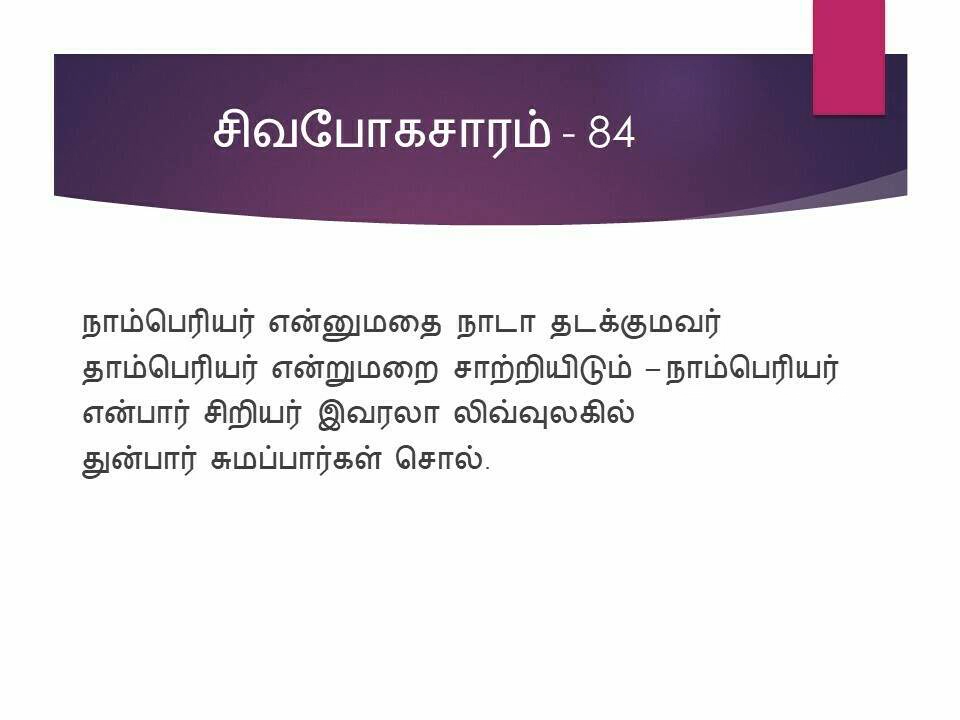 சிவபோகசாரம் - 84
நாம்பெரியர் என்னுமதை நாடா தடக்குமவர்
தாம்பெரியர் என்றுமறை சாற்றியிடும் –நாம்பெரியர்
என்பார் சிறியர் இவரலா லிவ்வுலகில்
துன்பார் சுமப்பார்கள் சொல்.